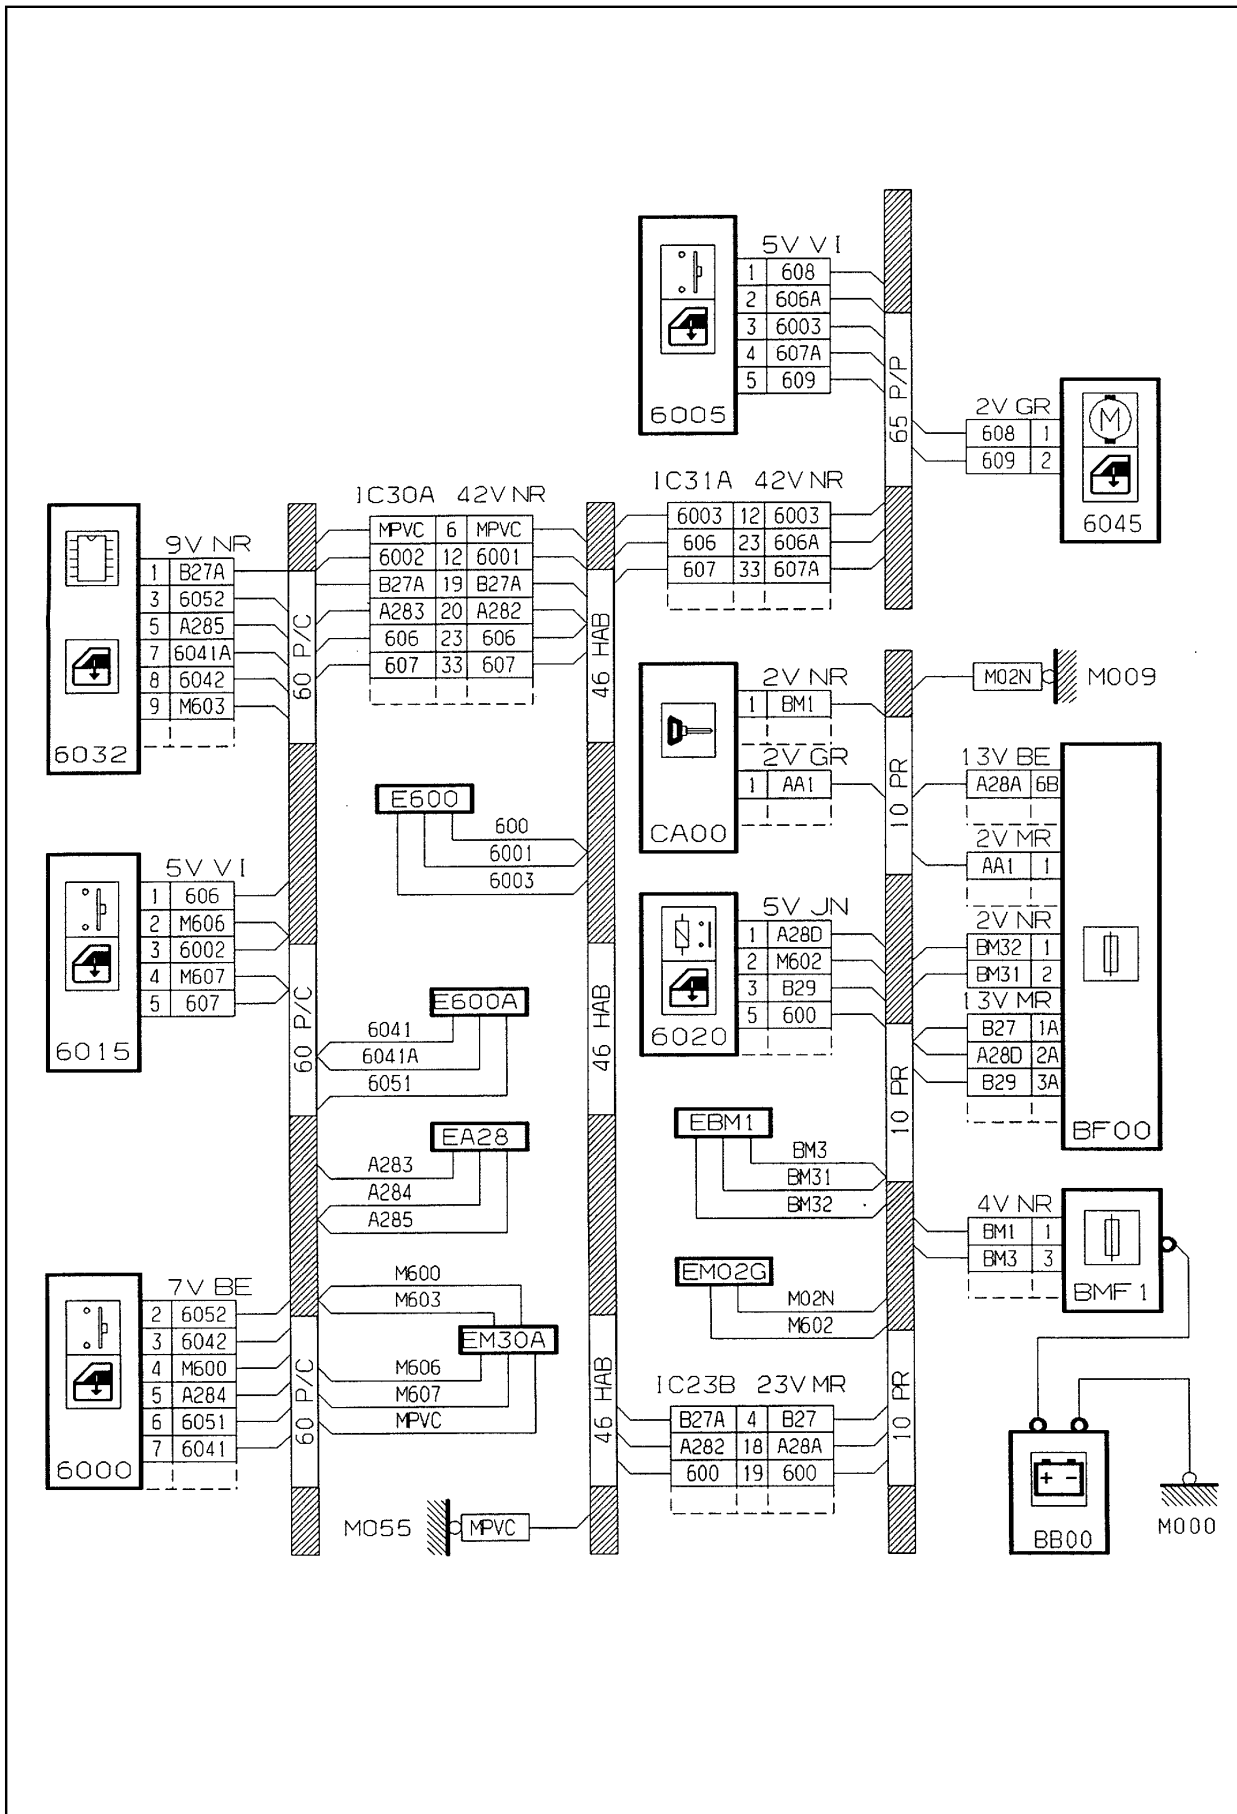 5V VI
1 608
2 606A
3 6003
4 607A
5 609
6005
65 P/P
2V GR
608 1
609 2
6045
IC30A 42V NR
MPVC 6 MPVC
6002 12 6001
B27A 19 B27A
A283 20 A282
606 23 606
607 33 607
IC31A 42V NR
6003 12 6003
606 23 606A
607 33 607A
9V NR
1 B27A
3 6052
5 A285
7 6041A
8 6042
9 M603
6032
60 P/C
46 HAB
2V NR
1 BM1
2V GR
1 AA1
CA00
10 PR
M02N M009
13V BE
A28A 6B
2V MR
AA1 1
2V NR
BM32 1
BM31 2
13V MR
B27 1A
A28D 2A
B29 3A
BF00
E600
600
6001
6003
5V VI
1 606
2 M606
3 6002
4 M607
5 607
6015
60 P/C
E600A
6041
6041A
6051
46 HAB
5V JN
1 A28D
2 M602
3 B29
5 600
6020
10 PR
EA28
A283
A284
A285
EBM1
BM3
BM31
BM32
4V NR
BM1 1
BM3 3
BMF1
7V BE
2 6052
3 6042
4 M600
5 A284
6 6051
7 6041
6000
60 P/C
M600
M603
EM30A
M606
M607
MPVC
46 HAB
EM02G
M02N
M602
IC23B 23V MR
B27A 4 B27
A282 18 A28A
600 19 600
10 PR
M055 MPVC
+ -
BB00
M000
M